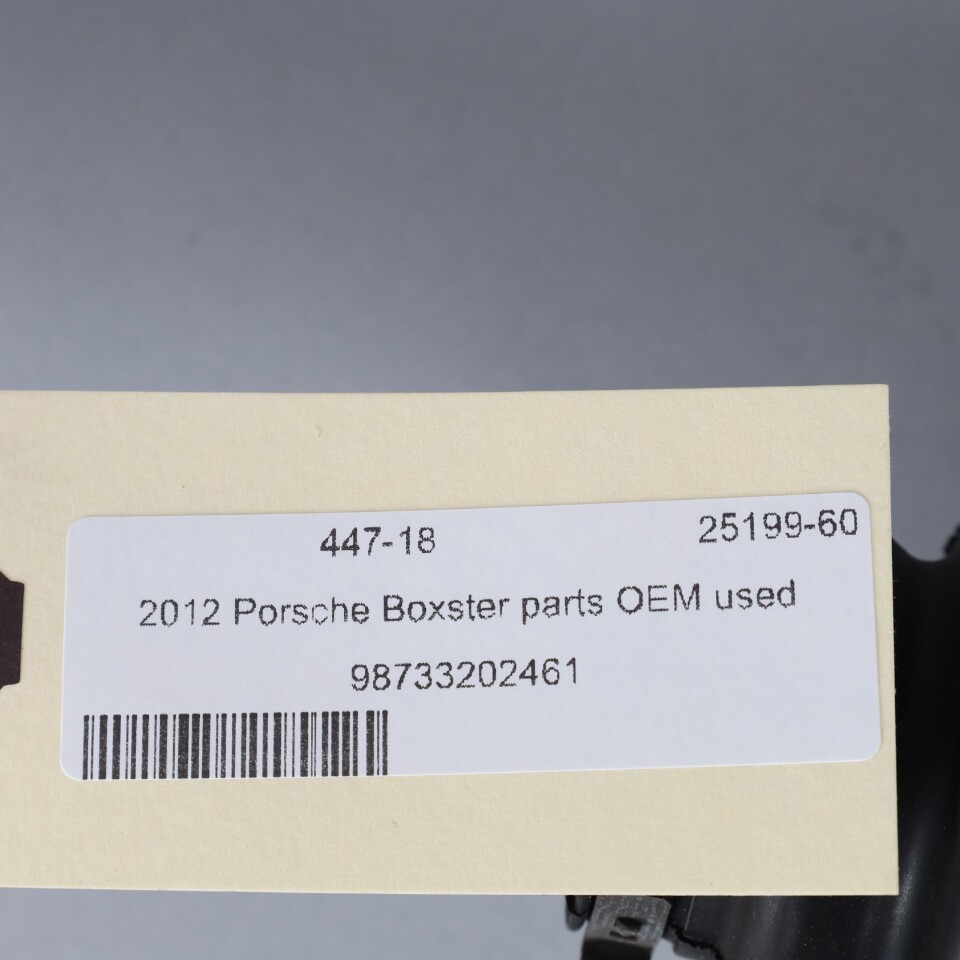 447-18 25199-60
2012 Porsche Boxster parts OEM used
98733202461